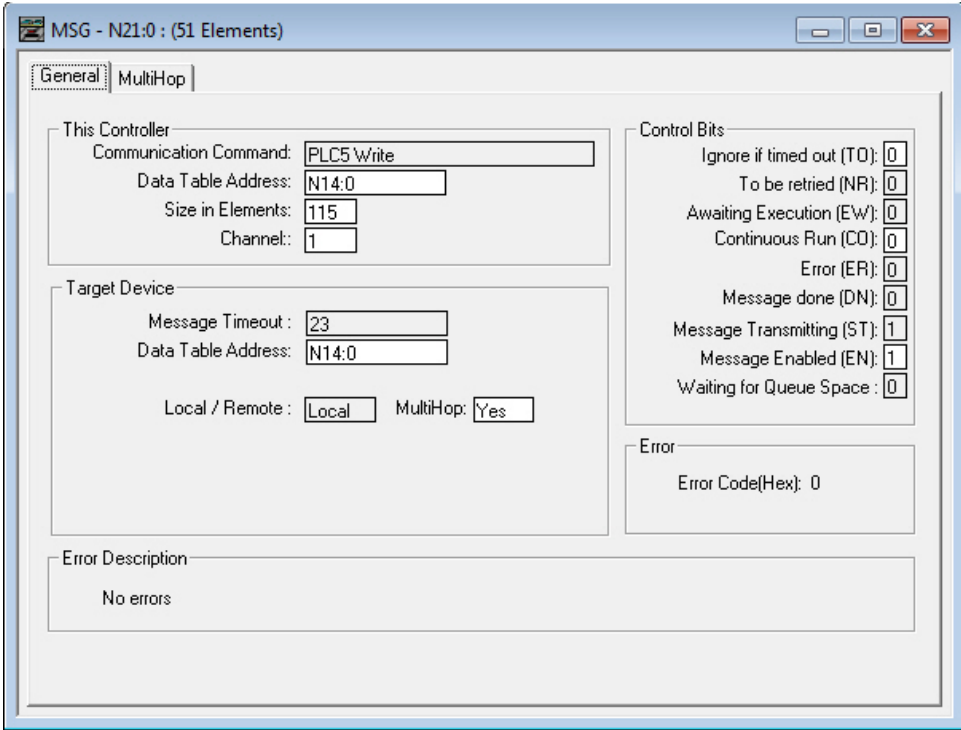 MSG - N21:0 : (51 Elements)
General
MultiHop
This Controller
Communication Command: PLC5 Write
Data Table Address: N14:0
Size in Elements: 115
Channel:: 1
Target Device
Message Timeout : 23
Data Table Address: N14:0
Local / Remote : Local MultiHop: Yes
Control Bits
Ignore if timed out (TO): 0
To be retried (NR): 0
Awaiting Execution (EW): 0
Continuous Run (CO): 0
Error (ER): 0
Message done (DN): 0
Message Transmitting (ST): 1
Message Enabled (EN): 1
Waiting for Queue Space : 0
Error
Error Code(Hex): 0
Error Description
No errors